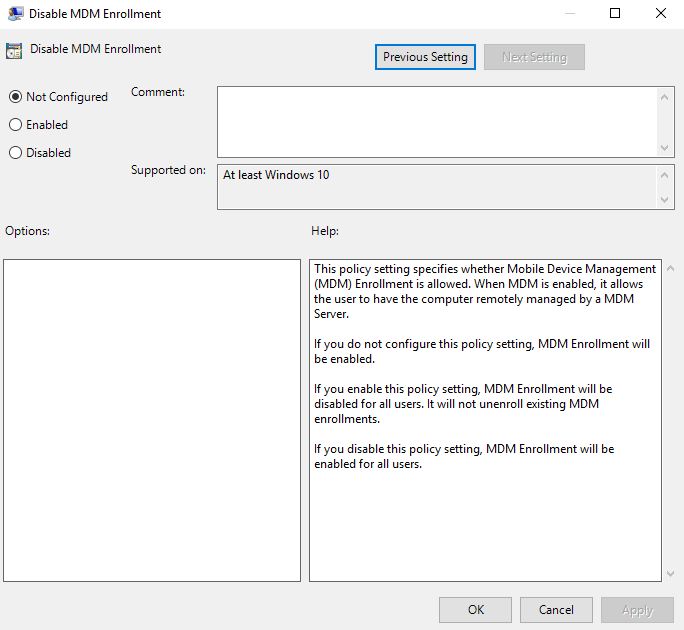 Disable MDM Enrollment
Disable MDM Enrollment
Previous Setting
Next Setting
Not Configured
Enabled
Disabled
Comment:
Supported on:
At least Windows 10
Options:
Help:
This policy setting specifies whether Mobile Device Management
(MDM) Enrollment is allowed. When MDM is enabled, it allows
the user to have the computer remotely managed by a MDM
Server.
If you do not configure this policy setting, MDM Enrollment will
be enabled.
If you enable this policy setting, MDM Enrollment will be
disabled for all users. It will not unenroll existing MDM
enrollments.
If you disable this policy setting, MDM Enrollment will be
enabled for all users.
OK
Cancel
Apply